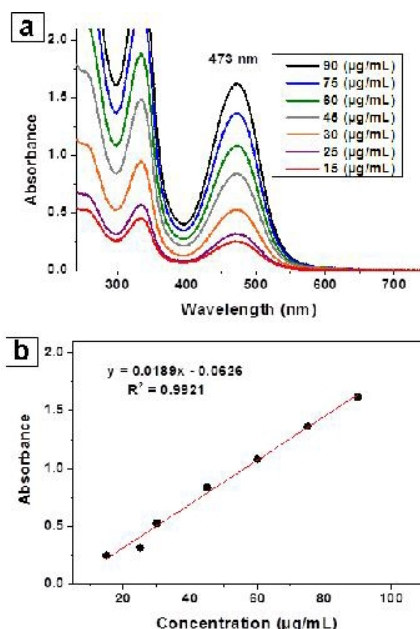 a
2.0
1.5
1.0
0.5
0.0
Absorbance
473 nm
90 (µg/mL)
75 (µg/mL)
60 (µg/mL)
46 (µg/mL)
30 (µg/mL)
25 (µg/mL)
15 (µg/mL)
300 400 500 600 700
Wavelength (nm)
b
y = 0.0189x - 0.0626
R² = 0.9921
2.0
1.5
1.0
0.5
0.0
Absorbance
20 40 60 80 100
Concentration (µg/mL)